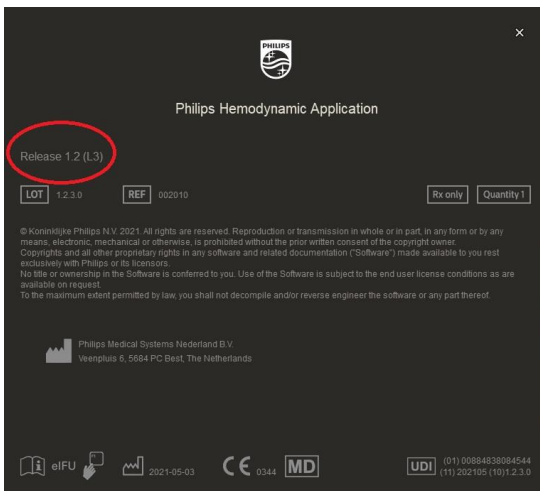 ×
PHILIPS
Philips Hemodynamic Application
Release 1.2 (L3)
LOT 1.2.3.0 REF 002010 Rx only Quantity 1
© Koninklijke Philips N.V. 2021. All rights are reserved. Reproduction or transmission in whole or in part, in any form or by any
means, electronic, mechanical or otherwise, is prohibited without the prior written consent of the copyright owner.
Copyrights and all other proprietary rights in any software and related documentation ("Software") made available to you rest
exclusively with Philips or its licensors.
No title or ownership in the Software is conferred to you. Use of the Software is subject to the end user license conditions as are
available on request.
To the maximum extent permitted by law, you shall not decompile and/or reverse engineer the software or any part thereof.
Philips Medical Systems Nederland B.V.
Veenpluis 6, 5684 PC Best, The Netherlands
eIFU 2021-05-03 CE 0344 MD UDI (01) 00884838084544
(11) 202105 (10)1.2.3.0